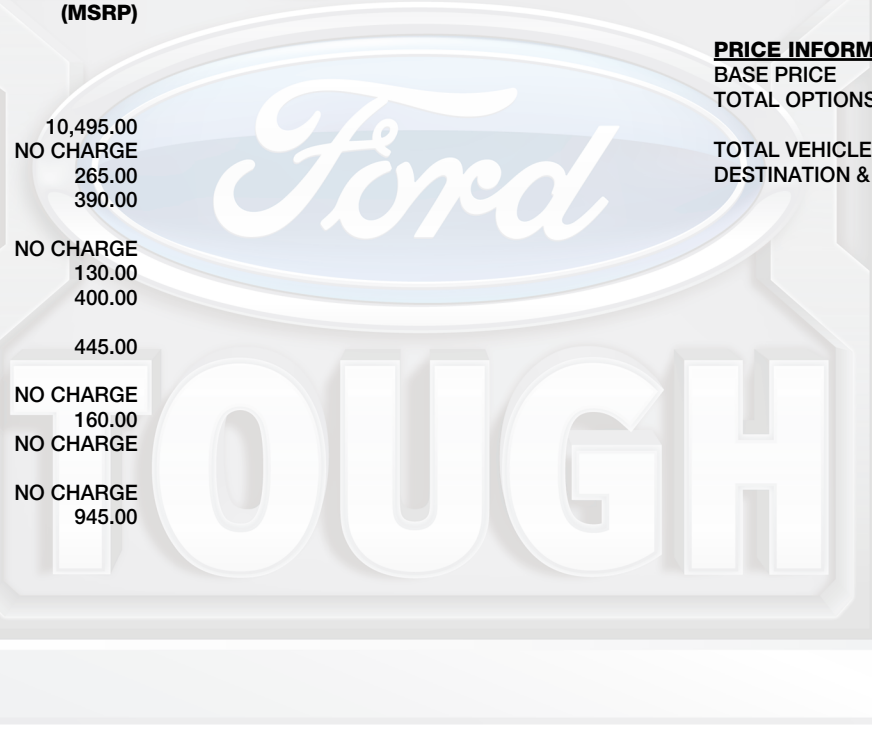 (MSRP)
PRICE INFORM
BASE PRICE
TOTAL OPTIONS
10,495.00
NO CHARGE
TOTAL VEHICLE
265.00
DESTINATION &
390.00
NO CHARGE
130.00
400.00
445.00
NO CHARGE
160.00
NO CHARGE
NO CHARGE
945.00
Ford
TOUGH